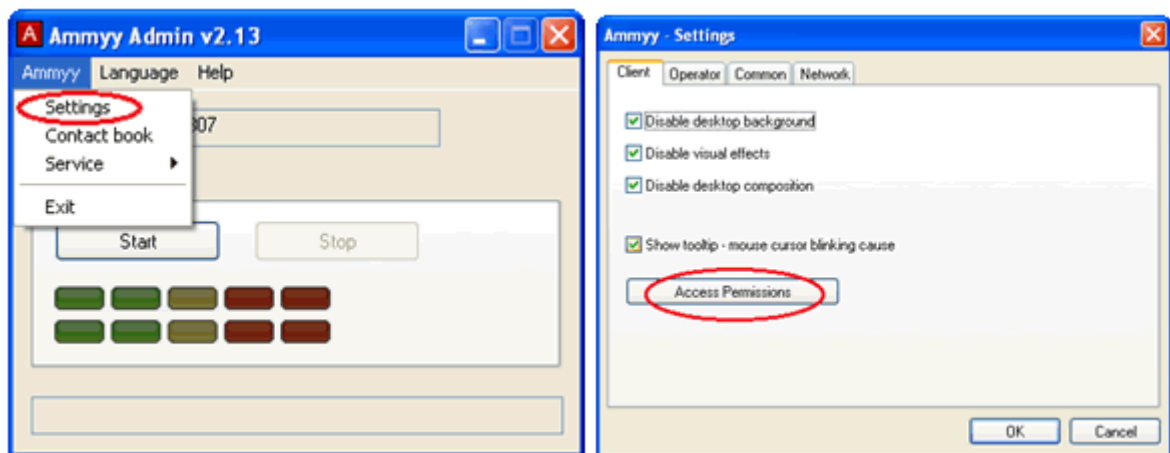 Ammyy Admin v2.13
Ammyy Language Help
Settings
Contact book
Service
Exit
807
Start Stop
Ammyy - Settings
Client Operator Common Network
Disable desktop background
Disable visual effects
Disable desktop composition
Show tooltip - mouse cursor blinking cause
Access Permissions
OK Cancel